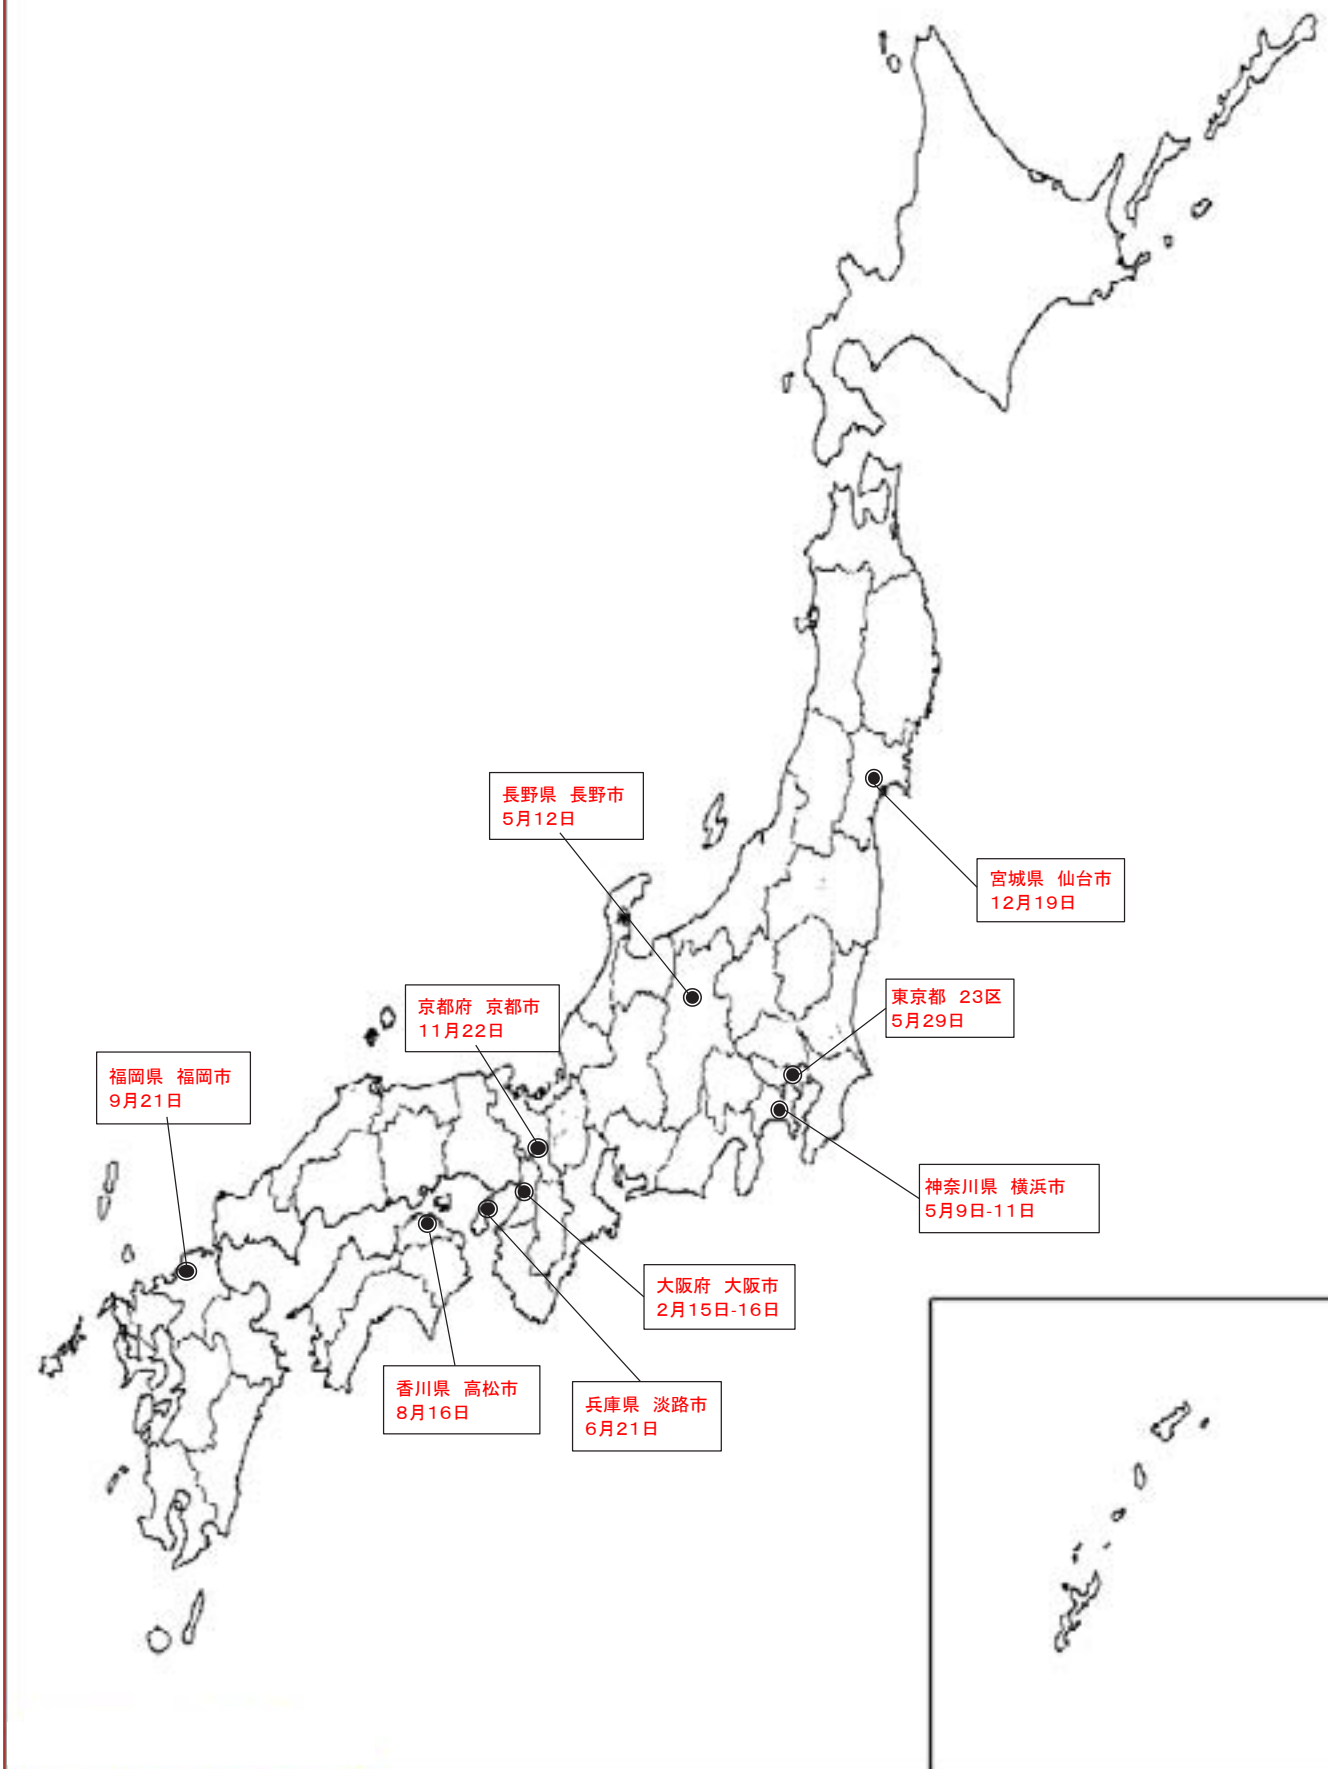 長野県 長野市
5月12日
宮城県 仙台市
12月19日
東京都 23区
5月29日
京都府 京都市
11月22日
福岡県 福岡市
9月21日
神奈川県 横浜市
5月9日-11日
大阪府 大阪市
2月15日-16日
香川県 高松市
8月16日
兵庫県 淡路市
6月21日